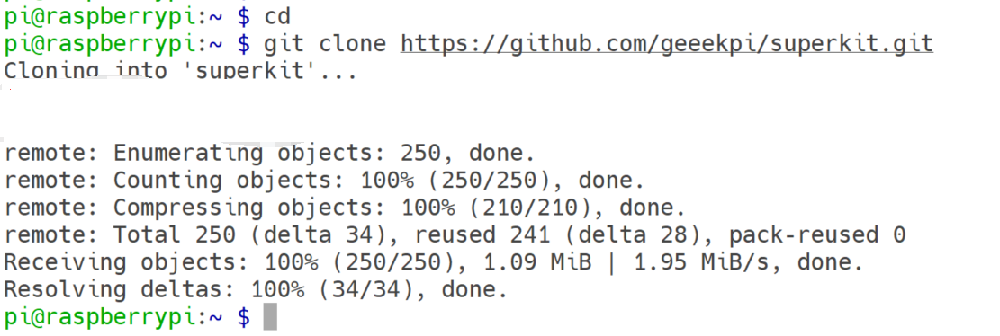 pi@raspberrypi:~ $ cd
pi@raspberrypi:~ $ git clone https://github.com/geeekpi/superkit.git
Cloning into 'superkit'...
remote: Enumerating objects: 250, done.
remote: Counting objects: 100% (250/250), done.
remote: Compressing objects: 100% (210/210), done.
remote: Total 250 (delta 34), reused 241 (delta 28), pack-reused 0
Receiving objects: 100% (250/250), 1.09 MiB | 1.95 MiB/s, done.
Resolving deltas: 100% (34/34), done.
pi@raspberrypi:~ $